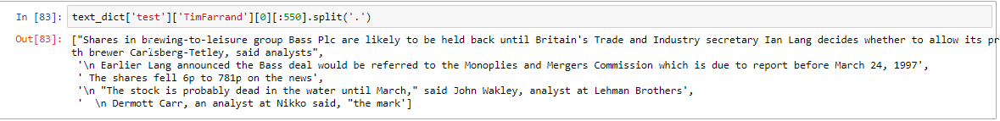 In [83]: text_dict['test']['TimFarrand'][0][:550].split('.')
Out[83]: ["Shares in brewing-to-leisure group Bass Plc are likely to be held back until Britain's Trade and Industry secretary Ian Lang decides whether to allow its pr
th brewer Carlsberg-Tetley, said analysts",
'\n Earlier Lang announced the Bass deal would be referred to the Monoplies and Mergers Commission which is due to report before March 24, 1997',
' The shares fell 6p to 781p on the news',
'\n "The stock is probably dead in the water until March," said John Wakley, analyst at Lehman Brothers',
'  \n Dermott Carr, an analyst at Nikko said, "the mark']